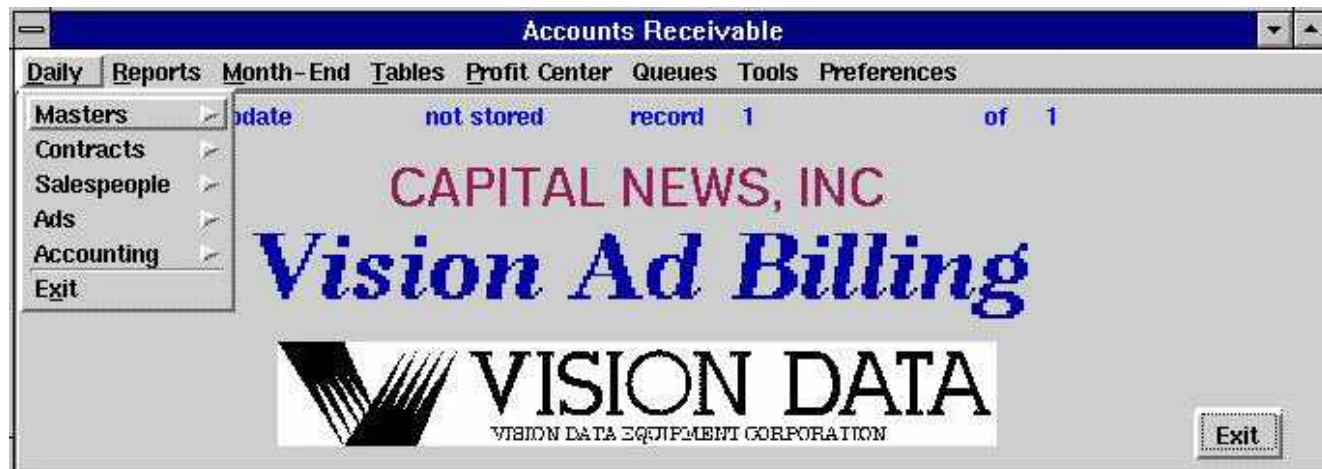 Accounts Receivable
Daily Reports Month-End Tables Profit Center Queues Tools Preferences
Masters
not stored record 1 of 1
Contracts
Salespeople
Ads
Accounting
Exit
CAPITAL NEWS, INC
Vision Ad Billing
VISION DATA
VISION DATA EQUIPMENT CORPORATION
Exit